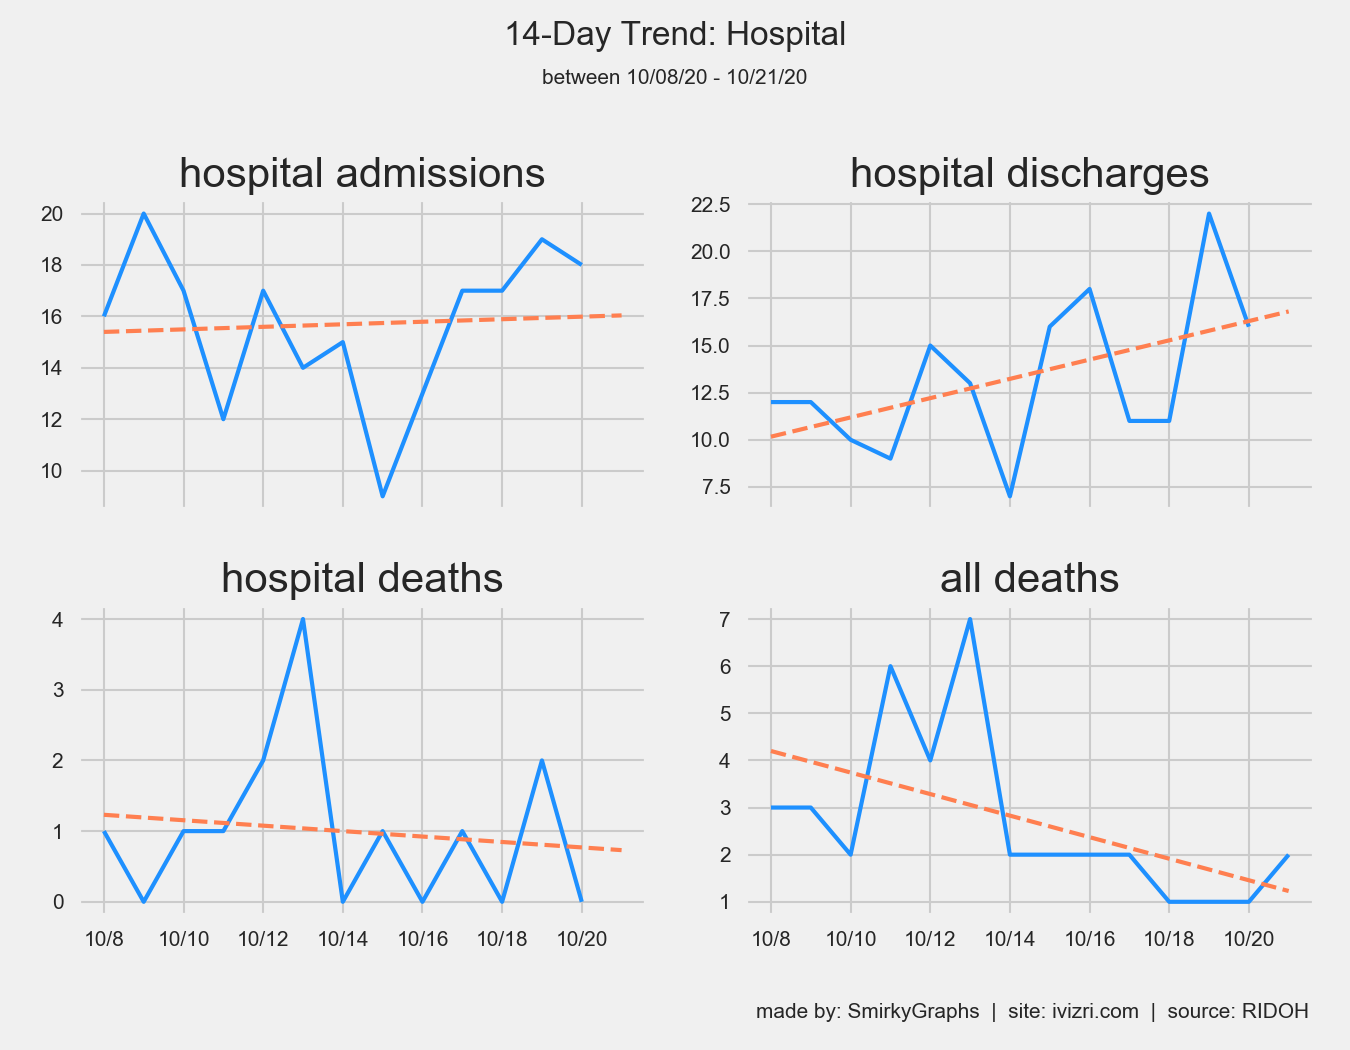 14-Day Trend: Hospital
between 10/08/20 - 10/21/20
hospital admissions
20
18
16
14
12
10
hospital discharges
22.5
20.0
17.5
15.0
12.5
10.0
7.5
hospital deaths
4
3
2
1
0
10/8 10/10 10/12 10/14 10/16 10/18 10/20
all deaths
7
6
5
4
3
2
1
10/8 10/10 10/12 10/14 10/16 10/18 10/20
made by: SmirkyGraphs | site: ivizri.com | source: RIDOH